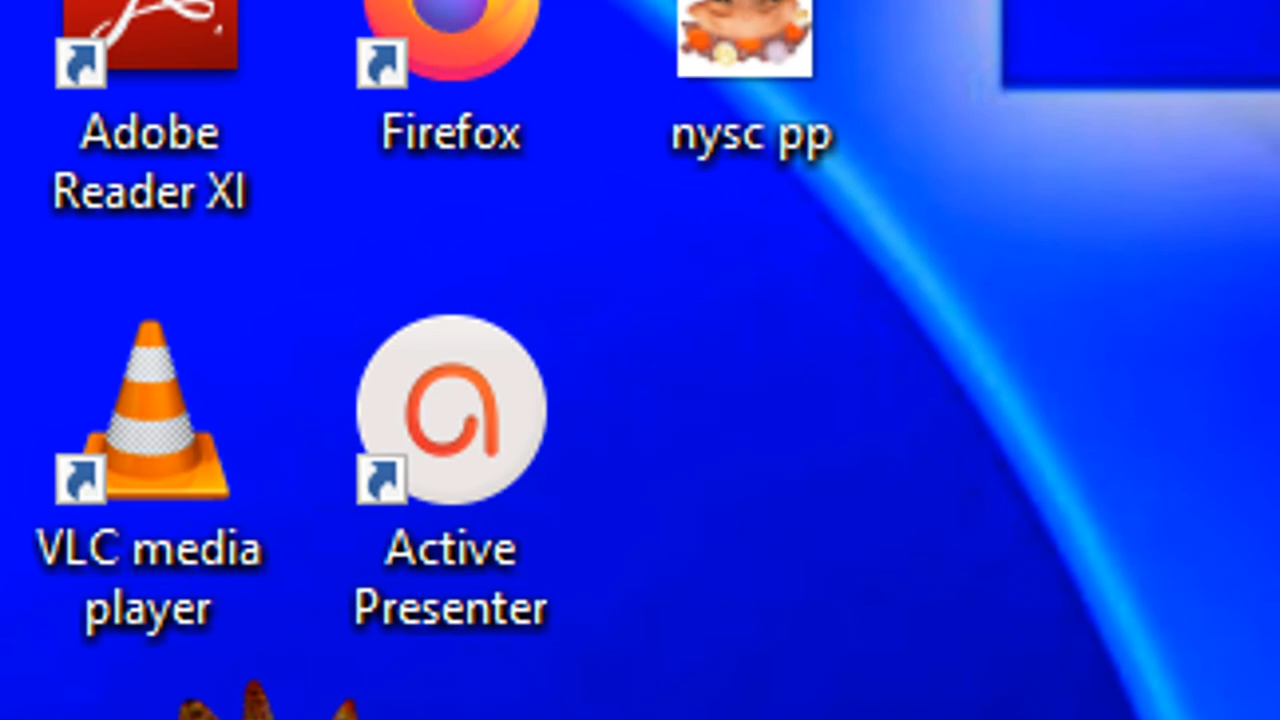 Adobe
Reader XI
Firefox
nysc pp
VLC media
player
Active
Presenter